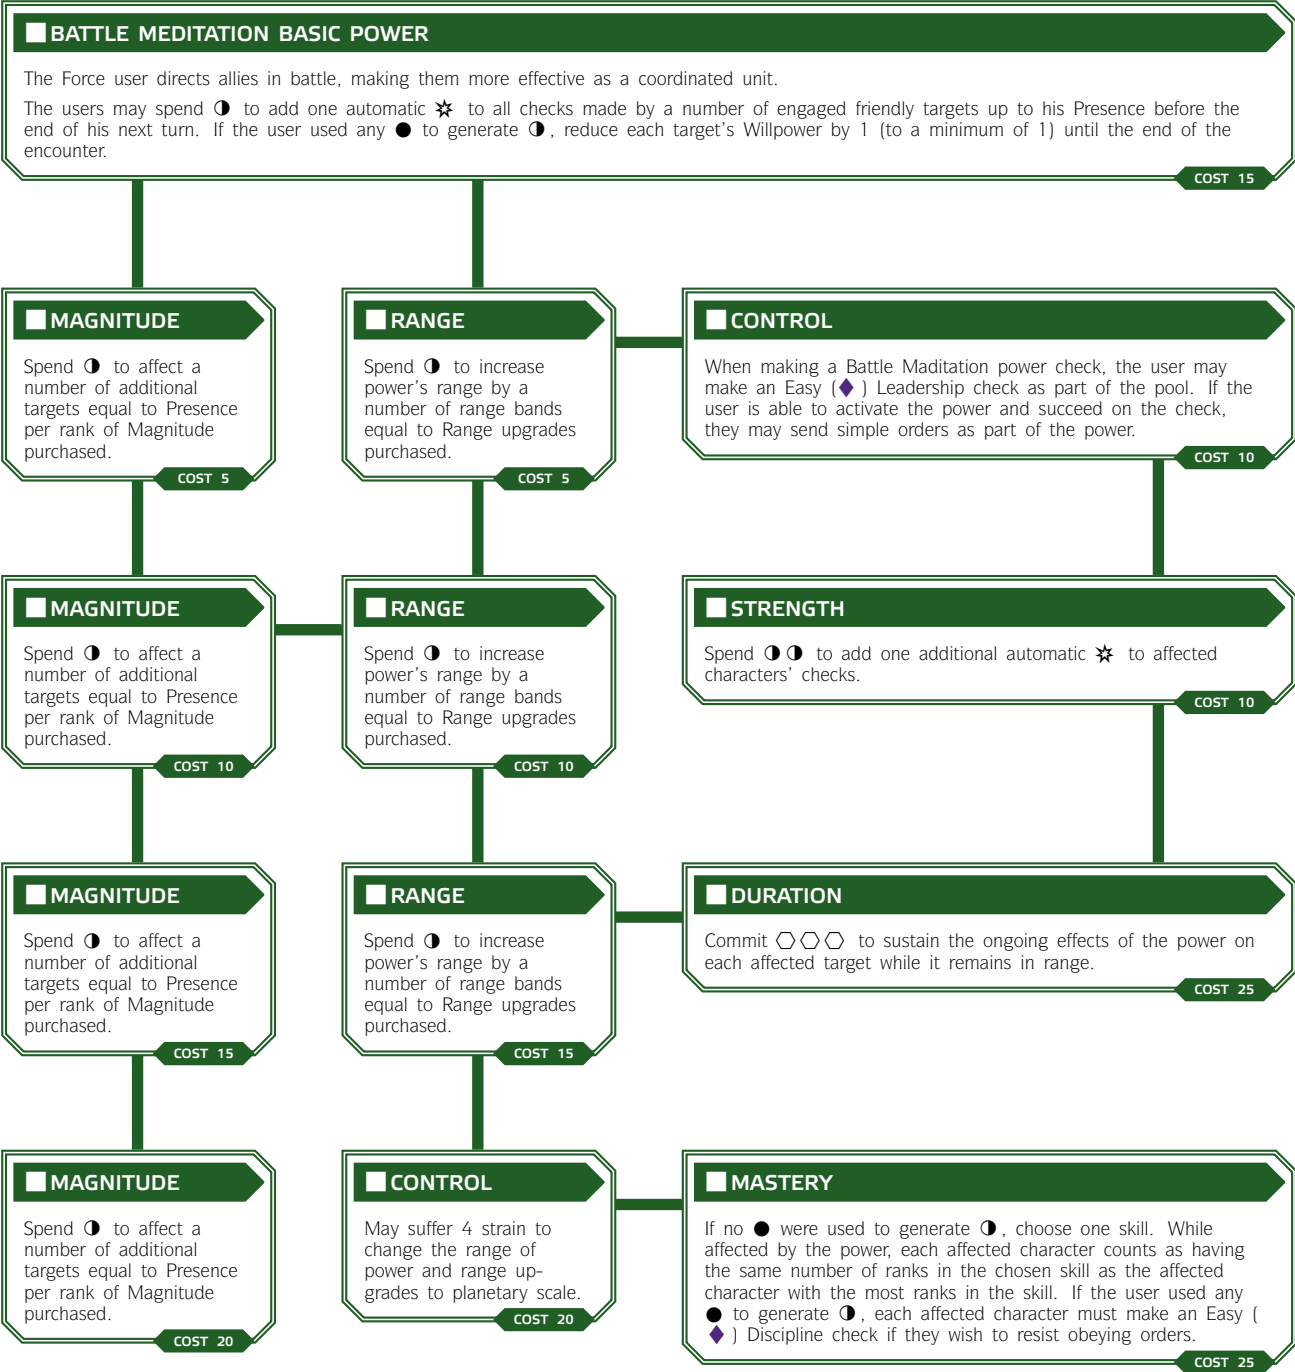 BATTLE MEDITATION BASIC POWER
The Force user directs allies in battle, making them more effective as a coordinated unit.
The users may spend ◑ to add one automatic ✲ to all checks made by a number of engaged friendly targets up to his Presence before the
end of his next turn. If the user used any ● to generate ◑, reduce each target's Willpower by 1 (to a minimum of 1) until the end of the
encounter.
COST 15
MAGNITUDE
Spend ◑ to affect a
number of additional
targets equal to Presence
per rank of Magnitude
purchased.
COST 5
RANGE
Spend ◑ to increase
power's range by a
number of range bands
equal to Range upgrades
purchased.
COST 5
CONTROL
When making a Battle Maditation power check, the user may
make an Easy (♦ ) Leadership check as part of the pool. If the
user is able to activate the power and succeed on the check,
they may send simple orders as part of the power.
COST 10
MAGNITUDE
Spend ◑ to affect a
number of additional
targets equal to Presence
per rank of Magnitude
purchased.
COST 10
RANGE
Spend ◑ to increase
power's range by a
number of range bands
equal to Range upgrades
purchased.
COST 10
STRENGTH
Spend ◑◑ to add one additional automatic ✲ to affected
characters' checks.
COST 10
MAGNITUDE
Spend ◑ to affect a
number of additional
targets equal to Presence
per rank of Magnitude
purchased.
COST 15
RANGE
Spend ◑ to increase
power's range by a
number of range bands
equal to Range upgrades
purchased.
COST 15
DURATION
Commit ⬡⬡⬡ to sustain the ongoing effects of the power on
each affected target while it remains in range.
COST 25
MAGNITUDE
Spend ◑ to affect a
number of additional
targets equal to Presence
per rank of Magnitude
purchased.
COST 20
CONTROL
May suffer 4 strain to
change the range of
power and range up-
grades to planetary scale.
COST 20
MASTERY
If no ● were used to generate ◑, choose one skill. While
affected by the power, each affected character counts as having
the same number of ranks in the chosen skill as the affected
character with the most ranks in the skill. If the user used any
● to generate ◑, each affected character must make an Easy (
♦ ) Discipline check if they wish to resist obeying orders.
COST 25